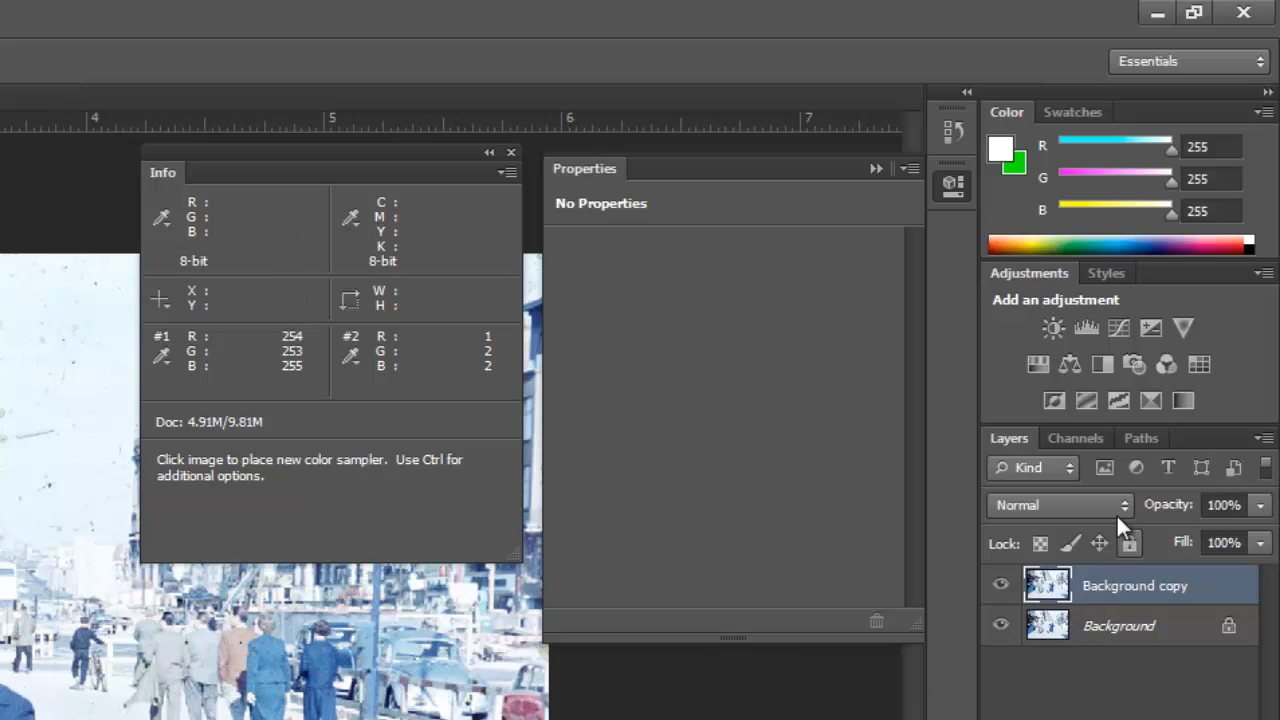 Essentials
4 5 6 7
Color Swatches
R 255
G 255
B 255
Info
R :
G :
B :
8-bit
C :
M :
Y :
K :
8-bit
X :
Y :
W :
H :
#1 R : 254
G : 253
B : 255
#2 R : 1
G : 2
B : 2
Doc: 4.91M/9.81M
Click image to place new color sampler. Use Ctrl for
additional options.
Properties
No Properties
Adjustments Styles
Add an adjustment
Layers Channels Paths
Kind
Normal Opacity: 100%
Lock: Fill: 100%
Background copy
Background